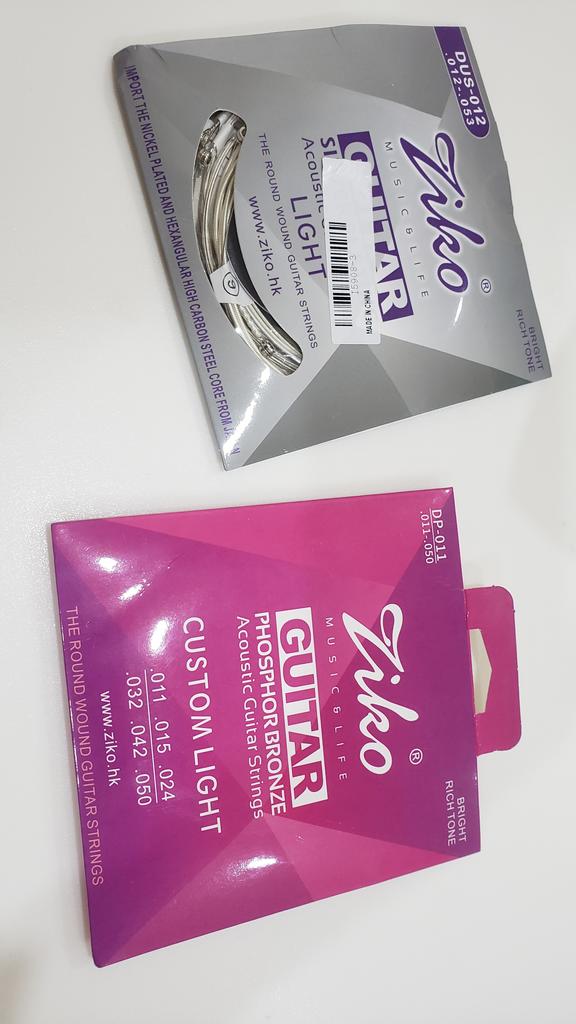 DUS-012
.012-.053
Ziko®
MUSIC & LIFE
GUITAR
Acoustic
LIGHT
THE ROUND WOUND GUITAR STRINGS
www.ziko.hk
IMPORT THE NICKEL PLATED AND HEXANGULAR HIGH CARBON STEEL CORE FROM
BRIGHT
RICH TONE
MADE IN CHINA
DP-011
.011-.050
Ziko®
MUSIC & LIFE
GUITAR
PHOSPHOR BRONZE
Acoustic Guitar Strings
CUSTOM LIGHT
.011 .015 .024
.032 .042 .050
www.ziko.hk
THE ROUND WOUND GUITAR STRINGS
BRIGHT
RICH TONE